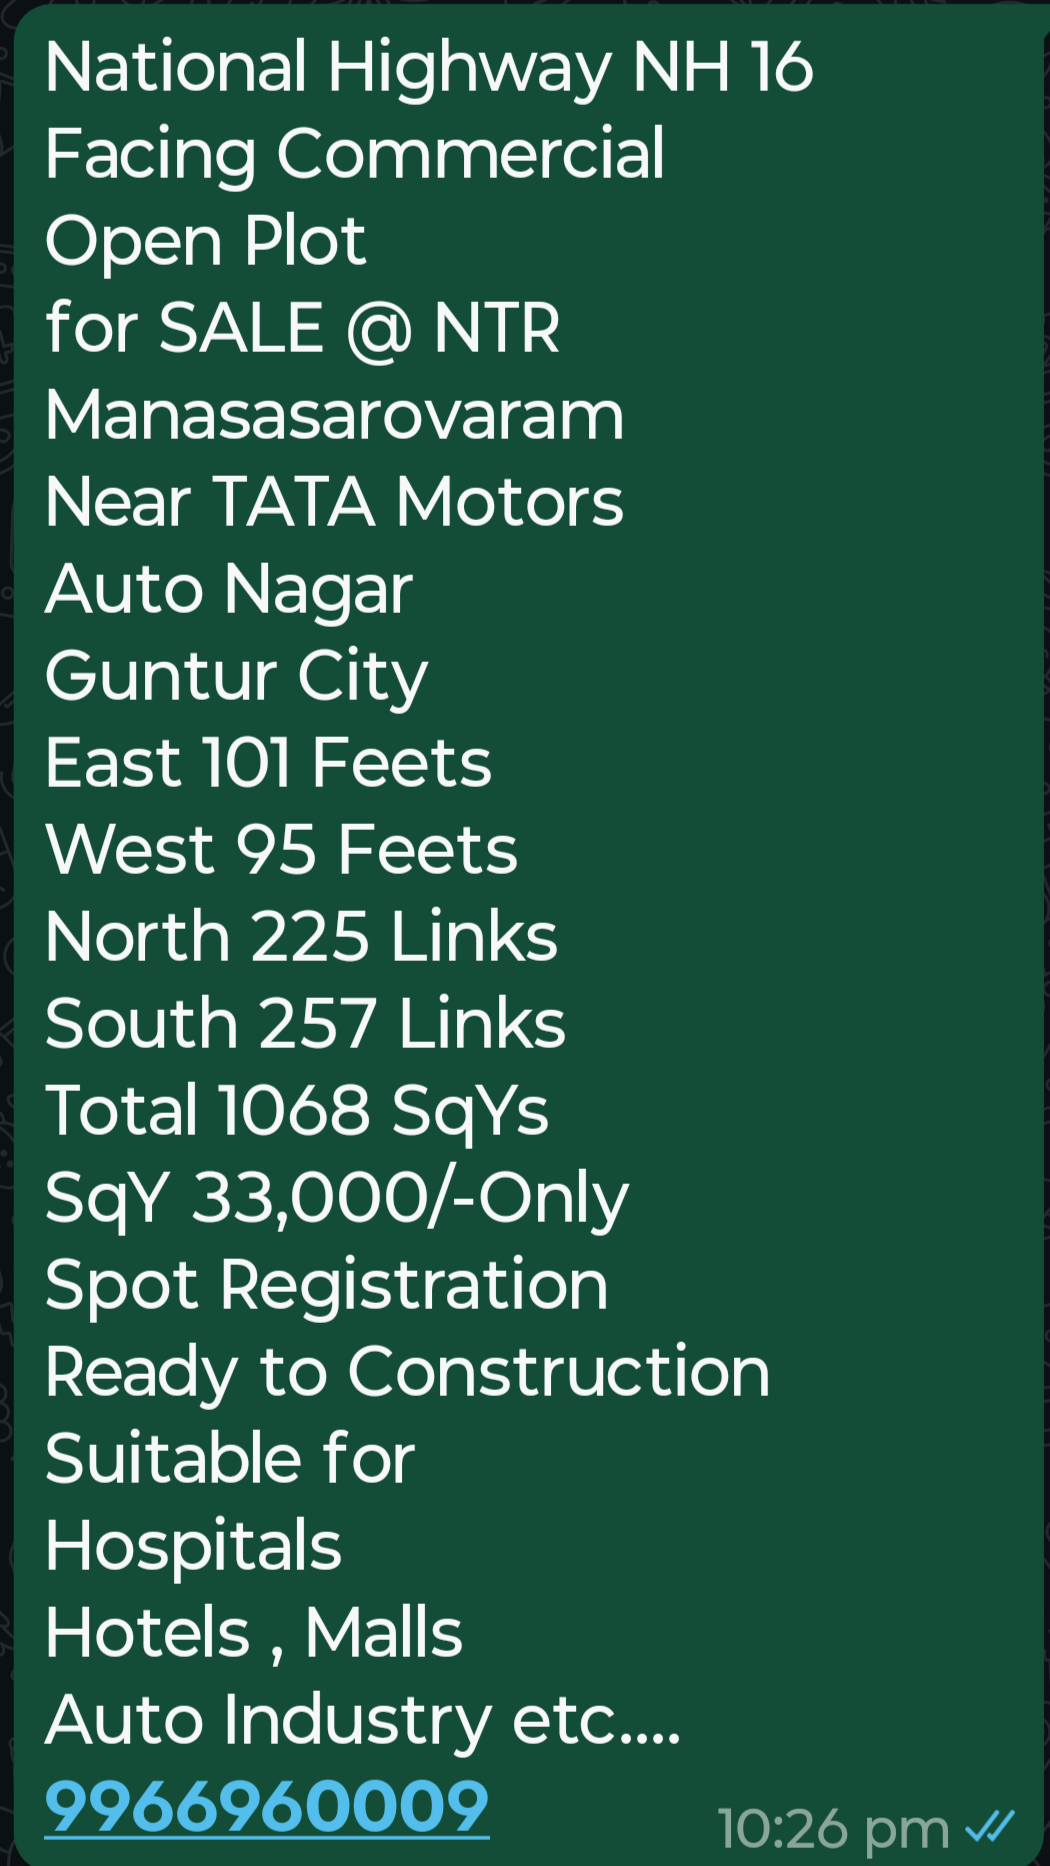 National Highway NH 16
Facing Commercial
Open Plot
for SALE @ NTR
Manasasarovaram
Near TATA Motors
Auto Nagar
Guntur City
East 101 Feets
West 95 Feets
North 225 Links
South 257 Links
Total 1068 SqYs
SqY 33,000/-Only
Spot Registration
Ready to Construction
Suitable for
Hospitals
Hotels , Malls
Auto Industry etc....
9966960009
10:26 pm